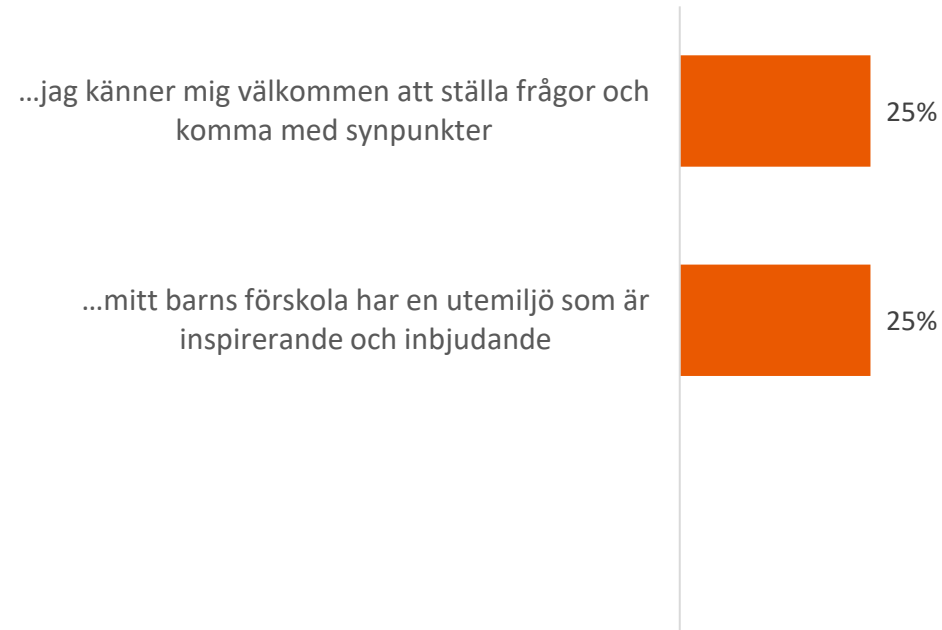 …jag känner mig välkommen att ställa frågor och
komma med synpunkter
25%
…mitt barns förskola har en utemiljö som är
inspirerande och inbjudande
25%